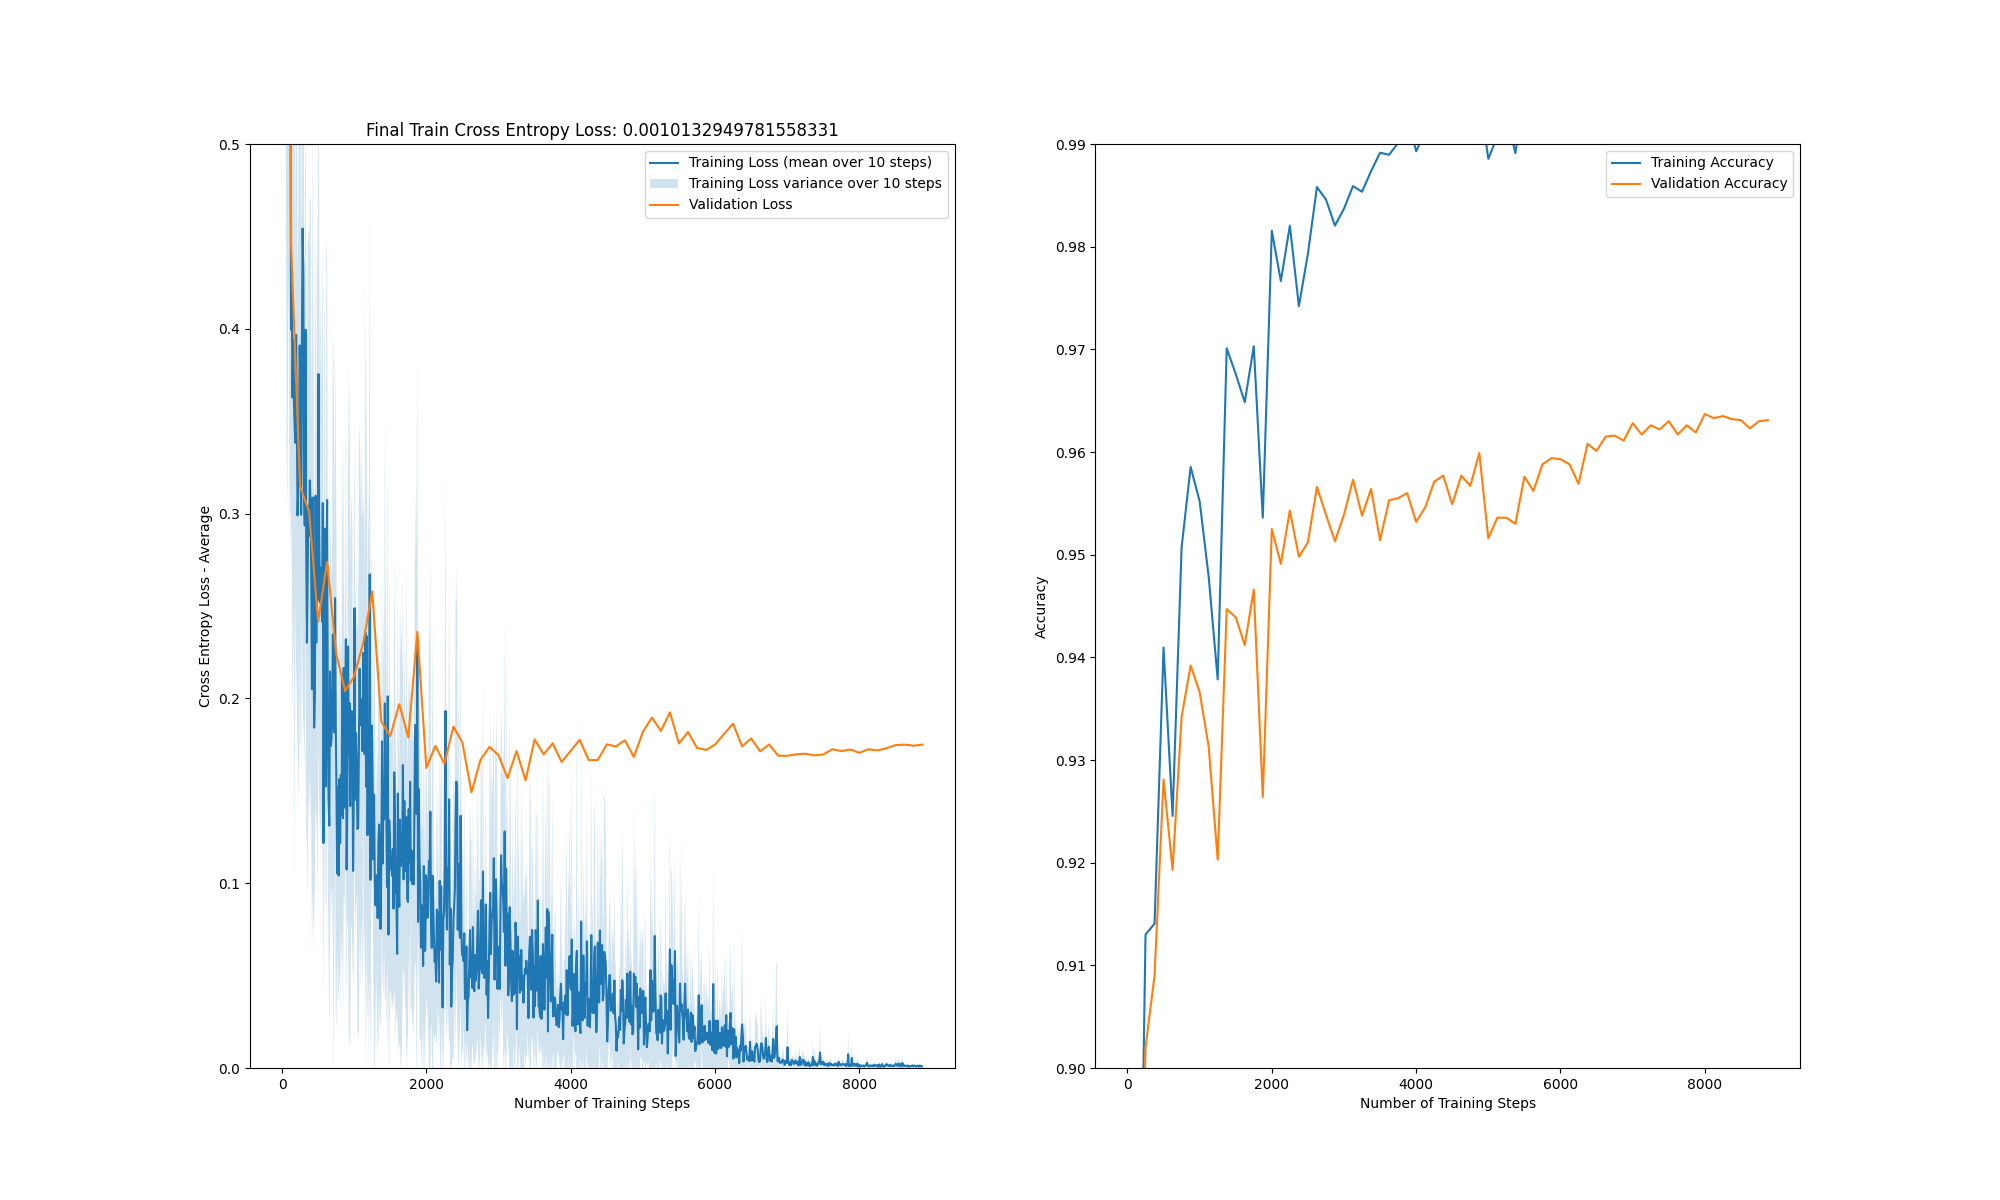 Final Train Cross Entropy Loss: 0.0010132949781558331
Training Loss (mean over 10 steps)
Training Loss variance over 10 steps
Validation Loss
0.5
0.4
0.3
0.2
0.1
0.0
Cross Entropy Loss - Average
0 2000 4000 6000 8000
Number of Training Steps
Training Accuracy
Validation Accuracy
0.99
0.98
0.97
0.96
0.95
0.94
0.93
0.92
0.91
0.90
Accuracy
0 2000 4000 6000 8000
Number of Training Steps